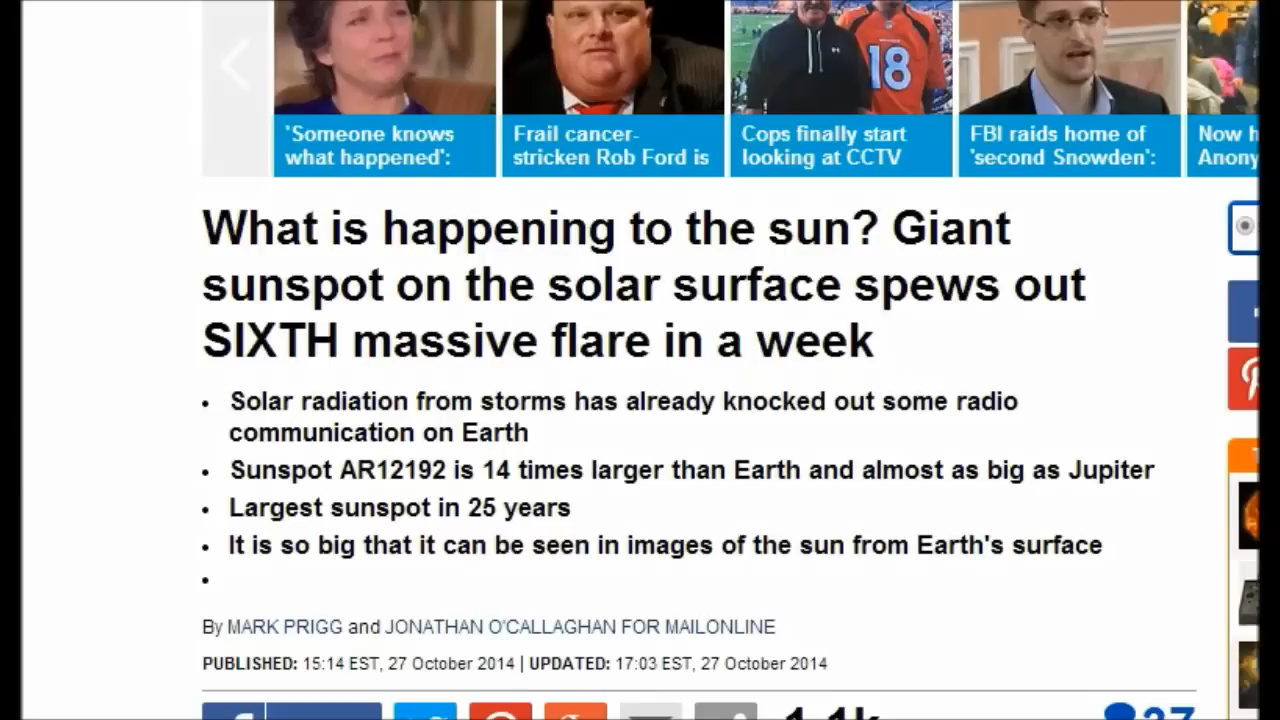 18
'Someone knows
what happened':
Frail cancer-
stricken Rob Ford is
Cops finally start
looking at CCTV
FBI raids home of
'second Snowden':
Now h
Anony
What is happening to the sun? Giant
sunspot on the solar surface spews out
SIXTH massive flare in a week
• Solar radiation from storms has already knocked out some radio
communication on Earth
• Sunspot AR12192 is 14 times larger than Earth and almost as big as Jupiter
• Largest sunspot in 25 years
• It is so big that it can be seen in images of the sun from Earth's surface
•
By MARK PRIGG and JONATHAN O'CALLAGHAN FOR MAILONLINE
PUBLISHED: 15:14 EST, 27 October 2014 | UPDATED: 17:03 EST, 27 October 2014
1.1k